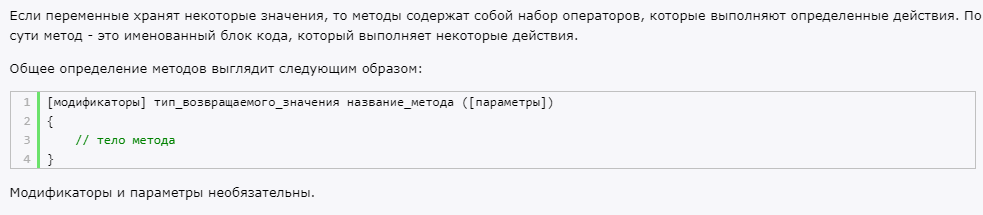 Если переменные хранят некоторые значения, то методы содержат собой набор операторов, которые выполняют определенные действия. По
сути метод - это именованный блок кода, который выполняет некоторые действия.
Общее определение методов выглядит следующим образом:
1 [модификаторы] тип_возвращаемого_значения название_метода ([параметры])
2 {
3 // тело метода
4 }
Модификаторы и параметры необязательны.